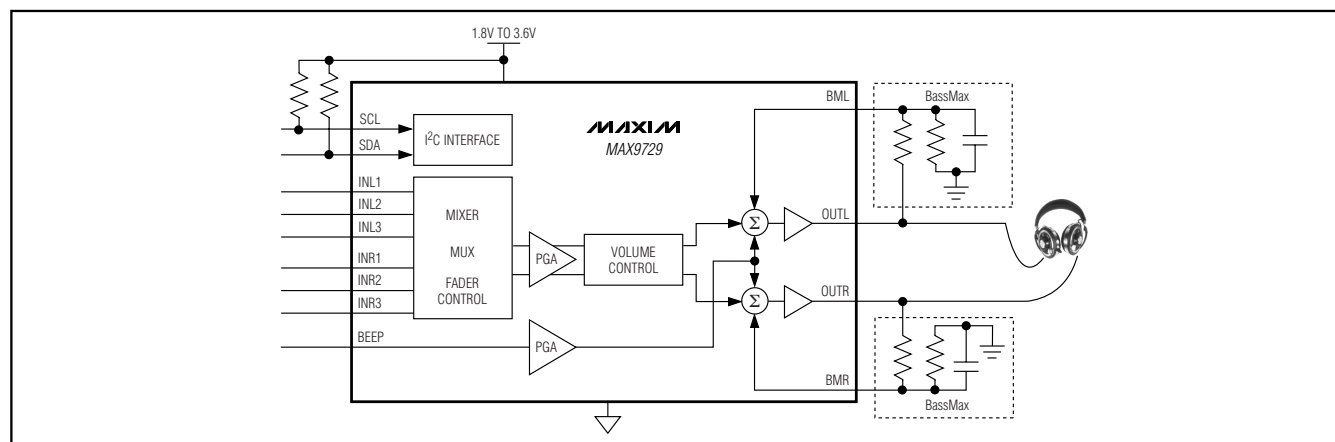 1.8V TO 3.6V
BML
BassMax
SCL
SDA
I²C INTERFACE
MAXIM
MAX9729
INL1
INL2
INL3
INR1
INR2
INR3
BEEP
MIXER
MUX
FADER
CONTROL
PGA
VOLUME
CONTROL
PGA
Σ
OUTL
Σ
OUTR
BMR
BassMax